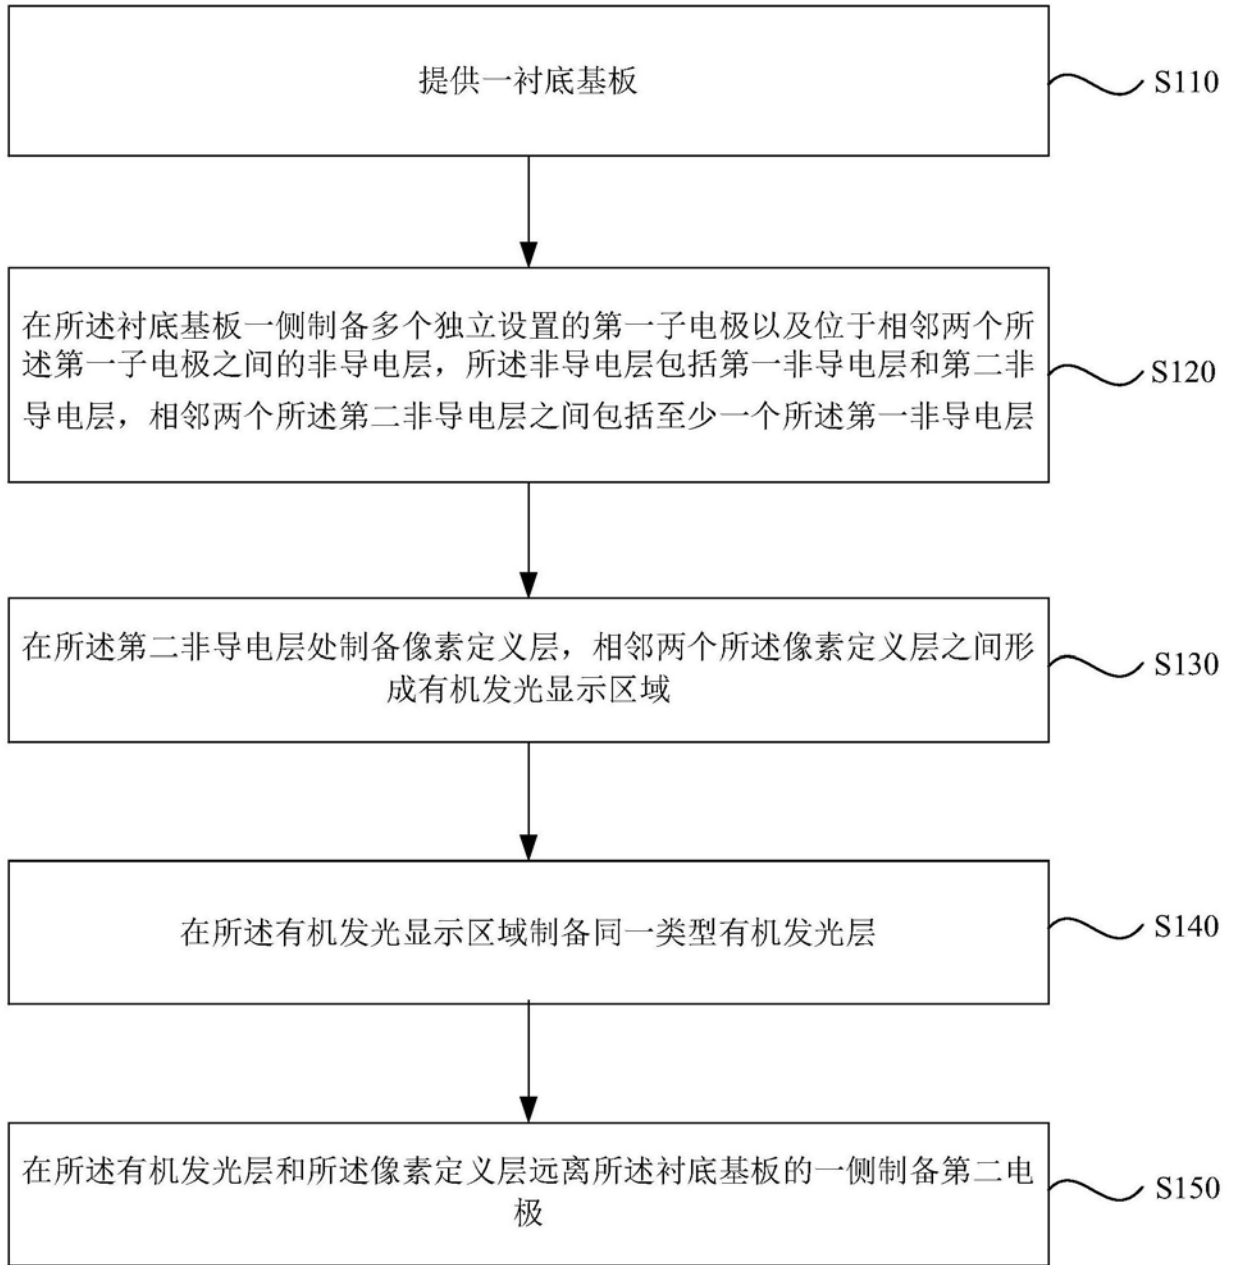 提供一衬底基板
S110
在所述衬底基板一侧制备多个独立设置的第一子电极以及位于相邻两个所
述第一子电极之间的非导电层，所述非导电层包括第一非导电层和第二非
导电层，相邻两个所述第二非导电层之间包括至少一个所述第一非导电层
S120
在所述第二非导电层处制备像素定义层，相邻两个所述像素定义层之间形
成有机发光显示区域
S130
在所述有机发光显示区域制备同一类型有机发光层
S140
在所述有机发光层和所述像素定义层远离所述衬底基板的一侧制备第二电
极
S150